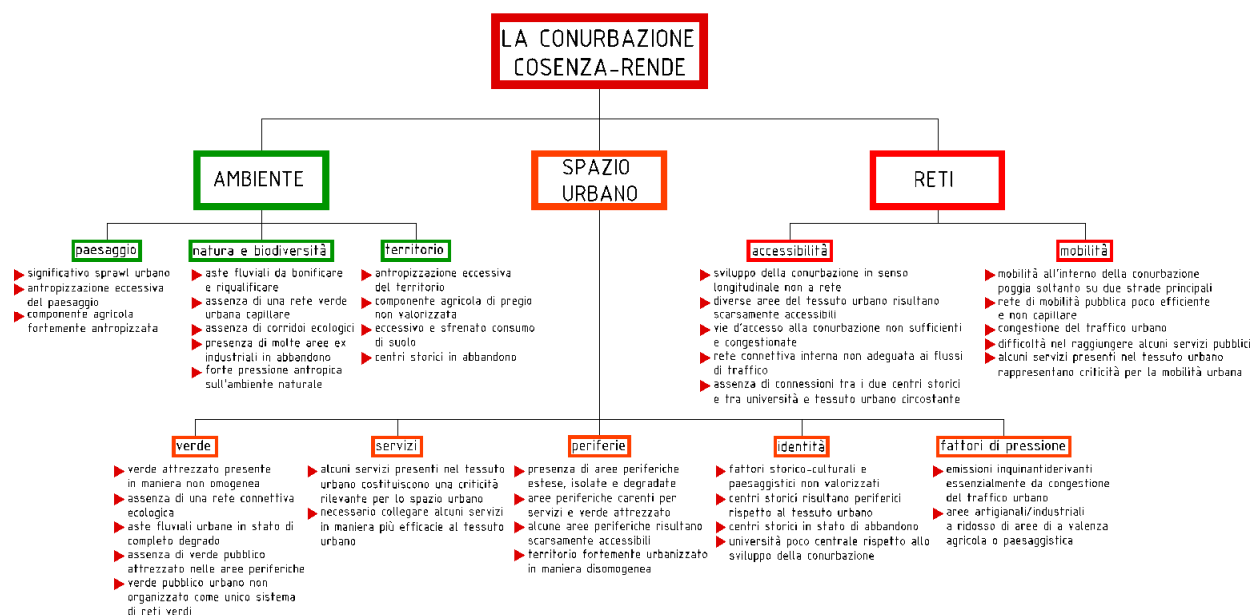 LA CONURBAZIONE
COSENZA-RENDE
AMBIENTE
SPAZIO
URBANO
RETI
paesaggio
significativo sprawl urbano
antropizzazione eccessiva
del paesaggio
componente agricola
fortemente antropizzata
natura e biodiversità
aste fluviali da bonificare
e riqualificare
assenza di una rete verde
urbana capillare
assenza di corridoi ecologici
presenza di molte aree ex
industriali in abbandono
forte pressione antropica
sull'ambiente naturale
territorio
antropizzazione eccessiva
del territorio
componente agricola di pregio
non valorizzata
eccessivo e sfrenato consumo
di suolo
centri storici in abbandono
accessibilità
sviluppo della conurbazione in senso
longitudinale non a rete
diverse aree del tessuto urbano risultano
scarsamente accessibili
vie d'accesso alla conurbazione non sufficienti
e congestionate
rete connettiva interna non adeguata ai flussi
di traffico
assenza di connessioni tra i due centri storici
e tra università e tessuto urbano circostante
mobilità
mobilità all'interno della conurbazione
poggia soltanto su due strade principali
rete di mobilità pubblica poco efficiente
e non capillare
congestione del traffico urbano
difficoltà nel raggiungere alcuni servizi pubblici
alcuni servizi presenti nel tessuto urbano
rappresentano criticità per la mobilità urbana
verde
verde attrezzato presente
in maniera non omogenea
assenza di una rete connettiva
ecologica
aste fluviali urbane in stato di
completo degrado
assenza di verde pubblico
attrezzato nelle aree periferiche
verde pubblico urbano non
organizzato come unico sistema
di reti verdi
servizi
alcuni servizi presenti nel tessuto
urbano costituiscono una criticità
rilevante per lo spazio urbano
necessario collegare alcuni servizi
in maniera più efficacie al tessuto
urbano
periferie
presenza di aree periferiche
estese, isolate e degradate
aree periferiche carenti per
servizi e verde attrezzato
alcune aree periferiche risultano
scarsamente accessibili
territorio fortemente urbanizzato
in maniera disomogenea
identità
fattori storico-culturali e
paesaggistici non valorizzati
centri storici risultano periferici
rispetto al tessuto urbano
centri storici in stato di abbandono
università poco centrale rispetto allo
sviluppo della conurbazione
fattori di pressione
emissioni inquinantiderivanti
essenzialmente da congestione
del traffico urbano
aree artigianali/industriali
a ridosso di aree di a valenza
agricola o paesaggistica